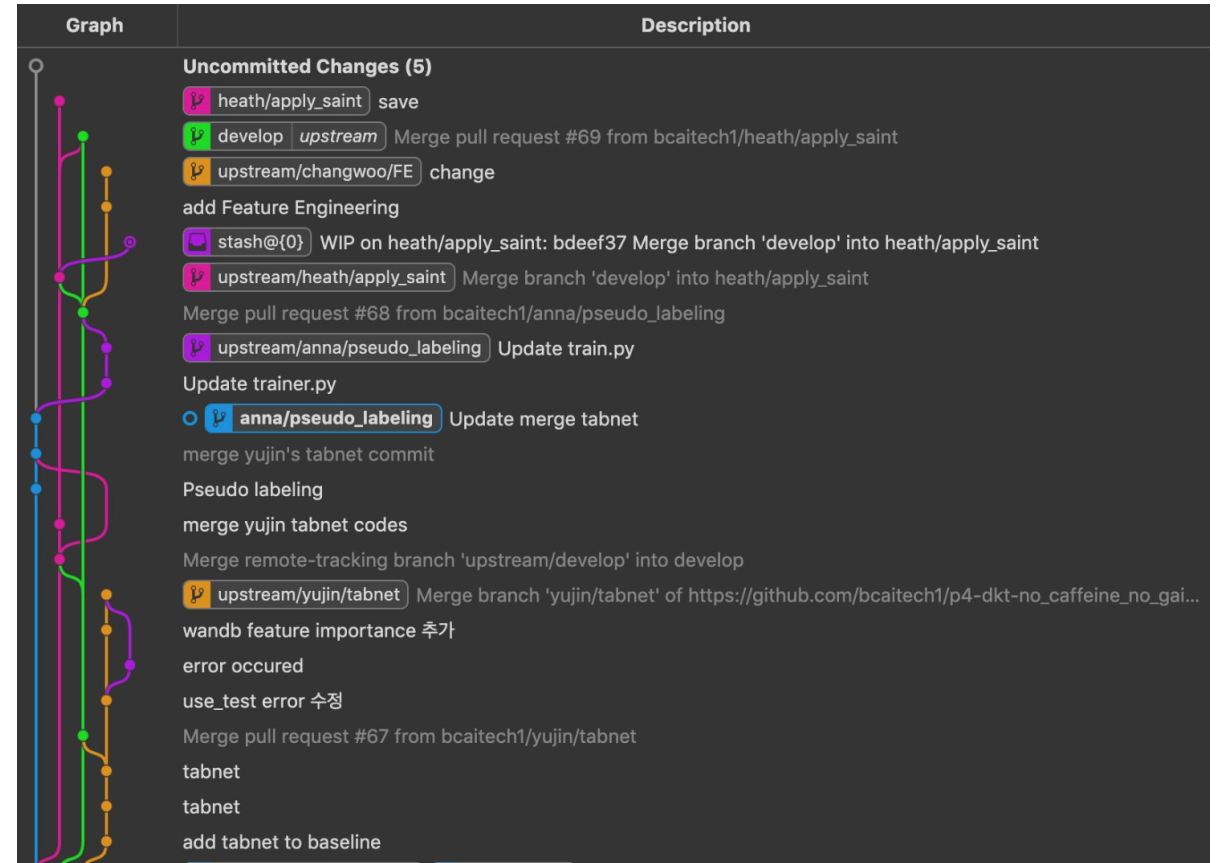 Graph Description
Uncommitted Changes (5)
heath/apply_saint save
develop upstream Merge pull request #69 from bcaitech1/heath/apply_saint
upstream/changwoo/FE change
add Feature Engineering
stash@{0} WIP on heath/apply_saint: bdeef37 Merge branch 'develop' into heath/apply_saint
upstream/heath/apply_saint Merge branch 'develop' into heath/apply_saint
Merge pull request #68 from bcaitech1/anna/pseudo_labeling
upstream/anna/pseudo_labeling Update train.py
Update trainer.py
anna/pseudo_labeling Update merge tabnet
merge yujin's tabnet commit
Pseudo labeling
merge yujin tabnet codes
Merge remote-tracking branch 'upstream/develop' into develop
upstream/yujin/tabnet Merge branch 'yujin/tabnet' of https://github.com/bcaitech1/p4-dkt-no_caffeine_no_gai...
wandb feature importance 추가
error occured
use_test error 수정
Merge pull request #67 from bcaitech1/yujin/tabnet
tabnet
tabnet
add tabnet to baseline